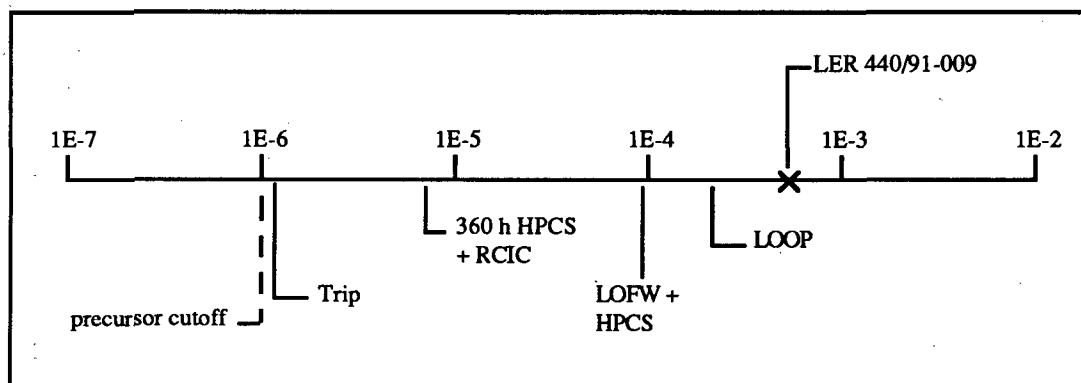 LER 440/91-009
1E-7 1E-6 1E-5 1E-4 1E-3 1E-2
360 h HPCS
+ RCIC
LOOP
Trip
LOFW +
HPCS
precursor cutoff